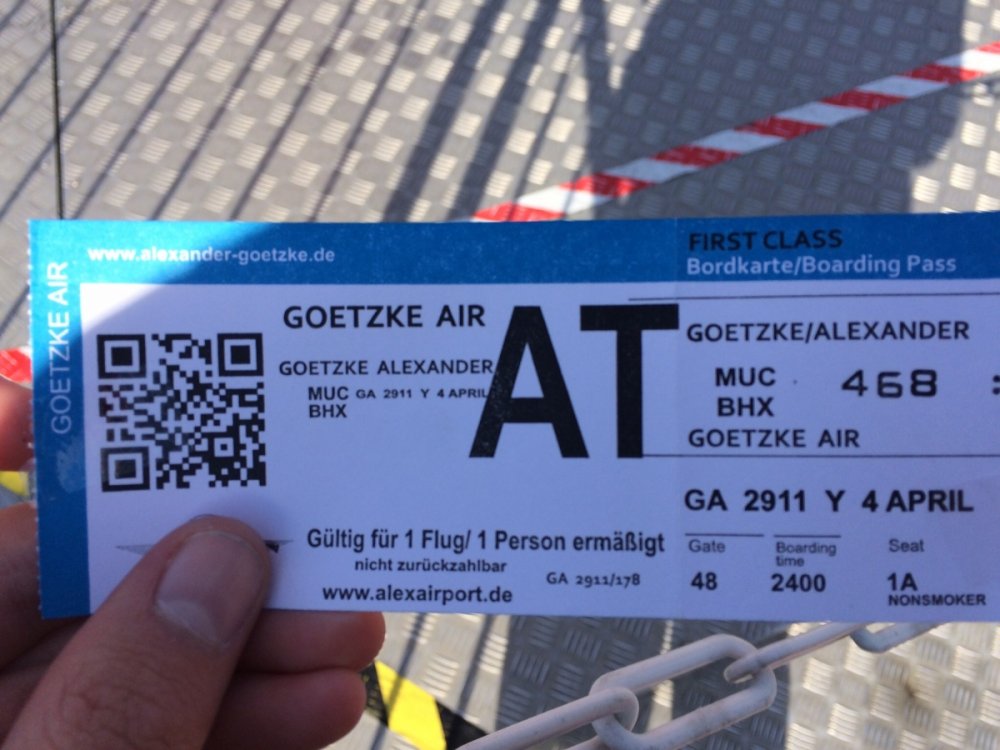 GOETZKE AIR
www.alexander-goetzke.de
GOETZKE AIR
GOETZKE ALEXANDER
MUC GA 2911 Y 4 APRIL
BHX
AT
Gültig für 1 Flug/ 1 Person ermäßigt
nicht zurückzahlbar
GA 2911/178
www.alexairport.de
FIRST CLASS
Bordkarte/Boarding Pass
GOETZKE/ALEXANDER
MUC 468
BHX
GOETZKE AIR
GA 2911 Y 4 APRIL
Gate Boarding time Seat
48 2400 1A
NONSMOKER